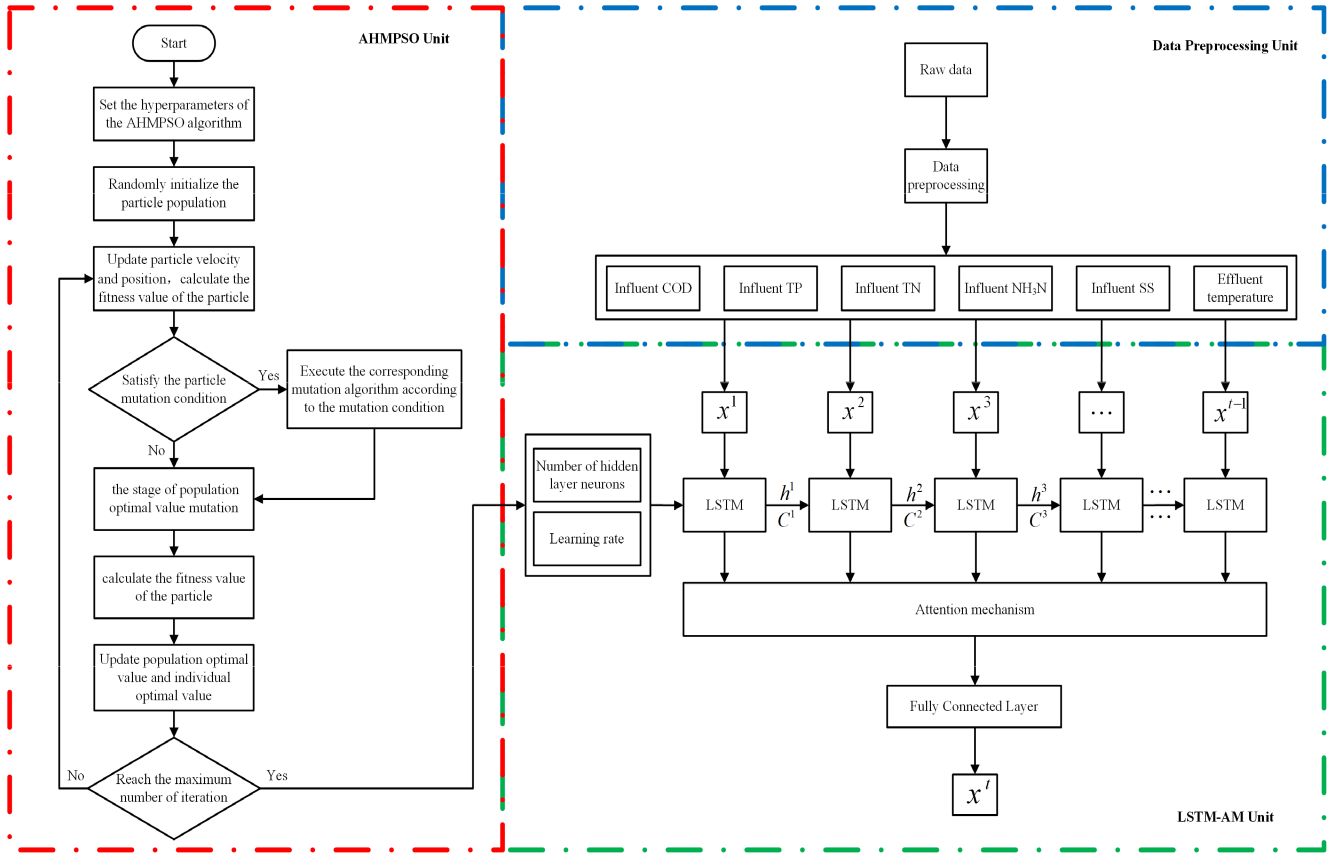 AHMPSO Unit
Start
Set the hyperparameters of
the AHMPSO algorithm
Randomly initialize the
particle population
Update particle velocity
and position，calculate the
fitness value of the particle
Satisfy the particle
mutation condition
Yes
Execute the corresponding
mutation algorithm according
to the mutation condition
No
the stage of population
optimal value mutation
calculate the fitness value
of the particle
Update population optimal
value and individual
optimal value
Reach the maximum
number of iteration
No
Yes
Data Preprocessing Unit
Raw data
Data
preprocessing
Influent COD
Influent TP
Influent TN
Influent NH₃N
Influent SS
Effluent
temperature
x¹
x²
x³
…
xᵗ⁻¹
Number of hidden
layer neurons
Learning rate
LSTM
h¹
C¹
LSTM
h²
C²
LSTM
h³
C³
LSTM
…
…
LSTM
Attention mechanism
Fully Connected Layer
xᵗ
LSTM-AM Unit